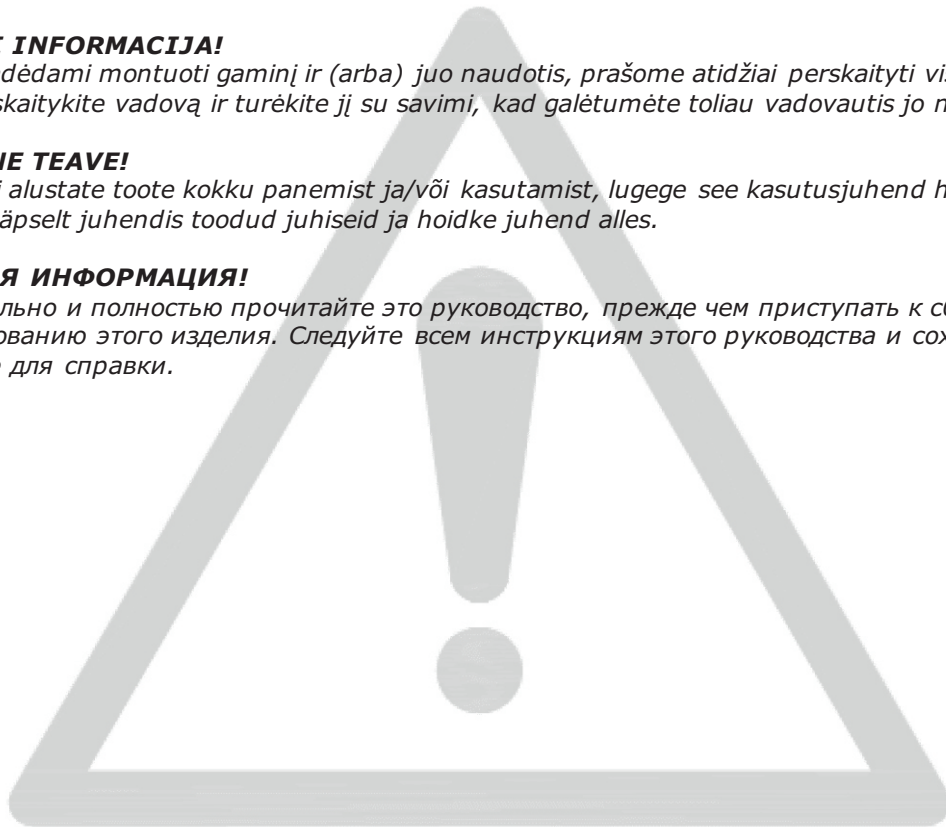 INFORMACIJA!
dėdami montuoti gaminį ir (arba) juo naudotis, prašome atidžiai perskaityti
skaitykite vadovą ir turėkite jį su savimi, kad galėtumėte toliau vadovautis jo
NE TEAVE!
i alustate toote kokku panemist ja/või kasutamist, lugege see kasutusjuhend
äpselt juhendis toodud juhiseid ja hoidke juhend alles.
Я ИНФОРМАЦИЯ!
льно и полностью прочитайте это руководство, прежде чем приступать к
ованию этого изделия. Следуйте всем инструкциям этого руководства и
для справки.